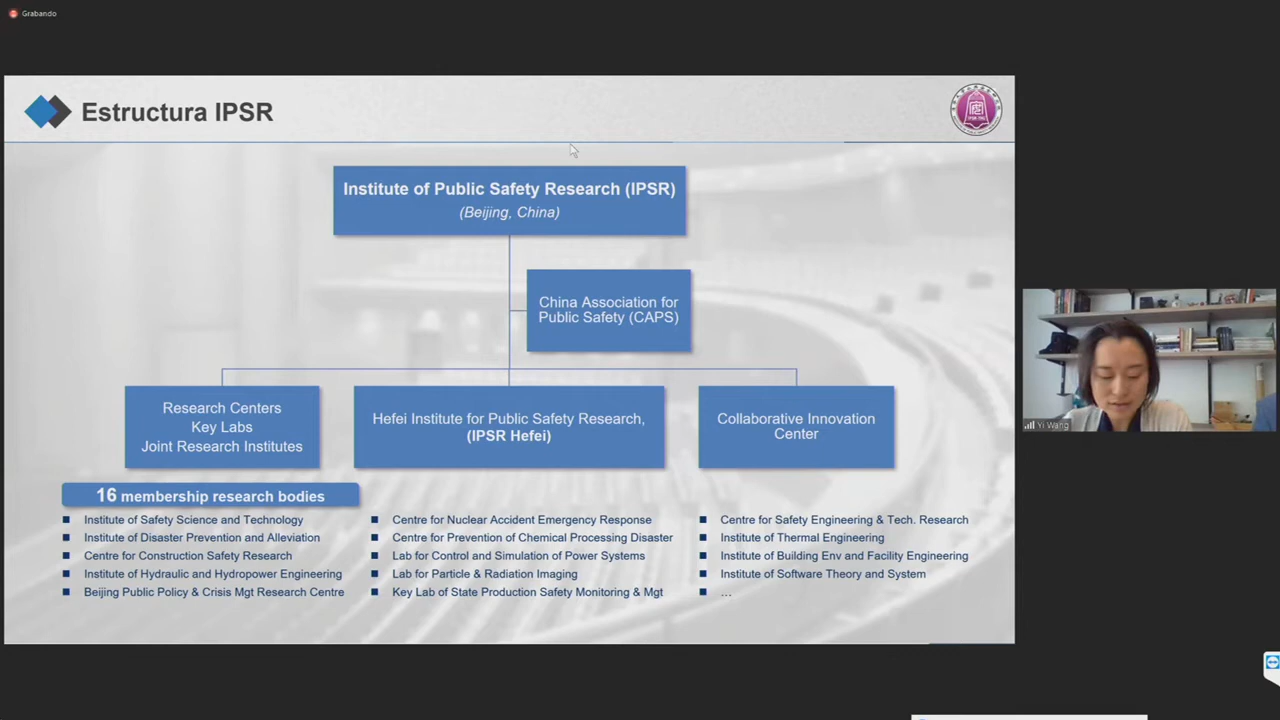 Grabando
Estructura IPSR
Institute of Public Safety Research (IPSR)
(Beijing, China)
China Association for
Public Safety (CAPS)
Research Centers
Key Labs
Joint Research Institutes
Hefei Institute for Public Safety Research,
(IPSR Hefei)
Collaborative Innovation
Center
16 membership research bodies
Institute of Safety Science and Technology
Institute of Disaster Prevention and Alleviation
Centre for Construction Safety Research
Institute of Hydraulic and Hydropower Engineering
Beijing Public Policy & Crisis Mgt Research Centre
Centre for Nuclear Accident Emergency Response
Centre for Prevention of Chemical Processing Disaster
Lab for Control and Simulation of Power Systems
Lab for Particle & Radiation Imaging
Key Lab of State Production Safety Monitoring & Mgt
Centre for Safety Engineering & Tech. Research
Institute of Thermal Engineering
Institute of Building Env and Facility Engineering
Institute of Software Theory and System
...
Yi Wang